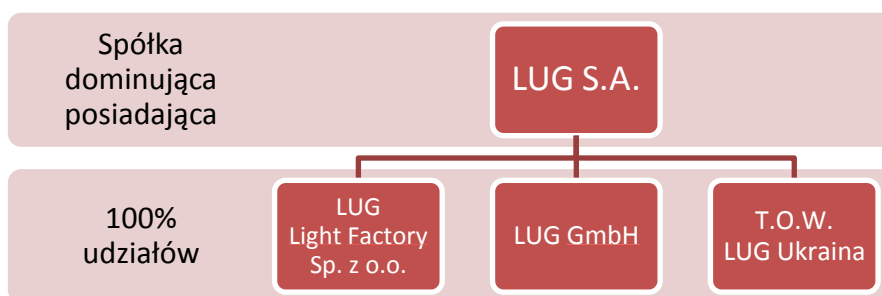 Spółka
dominująca
posiadająca
LUG S.A.
100%
udziałów
LUG
Light Factory
Sp. z o.o.
LUG GmbH
T.O.W.
LUG Ukraina